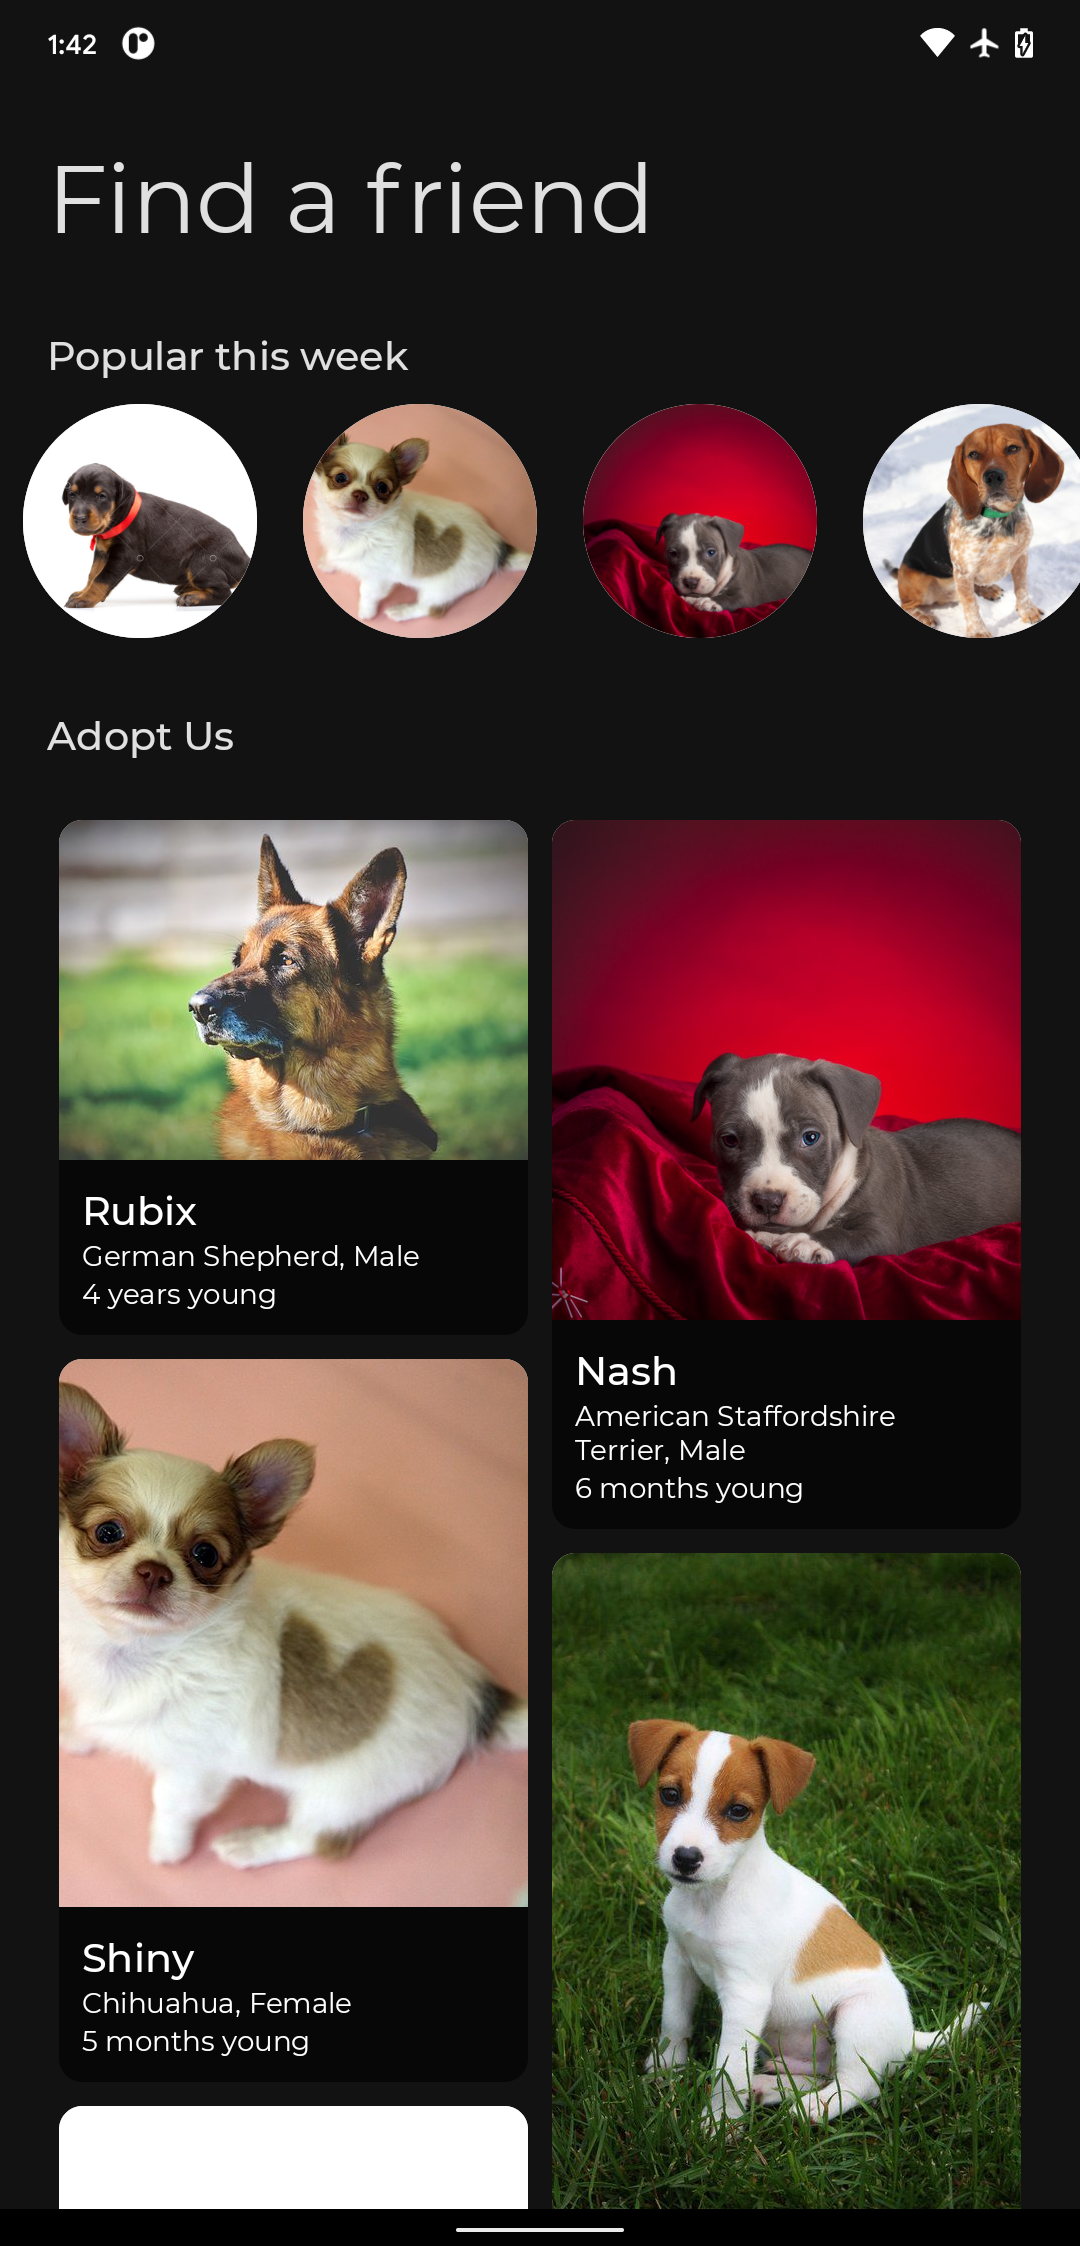 1:42
Find a friend
Popular this week
Adopt Us
Rubix
German Shepherd, Male
4 years young
Nash
American Staffordshire
Terrier, Male
6 months young
Shiny
Chihuahua, Female
5 months young